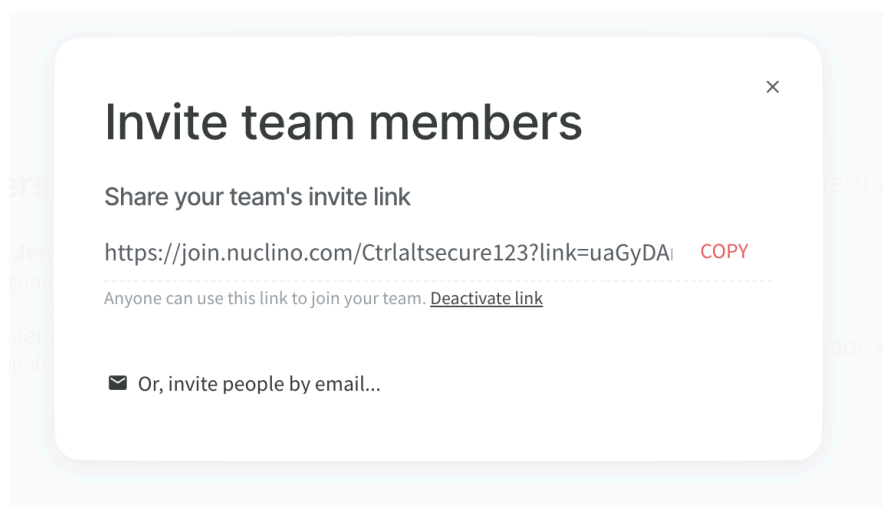 Invite team members
Share your team's invite link
https://join.nuclino.com/Ctrlaltsecure123?link=uaGyDA
COPY
Anyone can use this link to join your team. Deactivate link
Or, invite people by email...